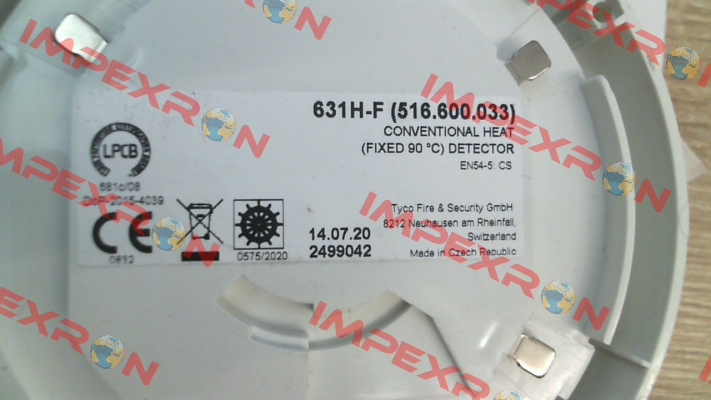 IMPEXRON
631H-F (516.600.033)
CONVENTIONAL HEAT
(FIXED 90 °C) DETECTOR
EN54-5: CS
LPCB
681c/08
DoP-2015-4039
Tyco Fire & Security GmbH
8212 Neuhausen am Rheinfall,
Switzerland
Made in Czech Republic
14.07.20
2499042
CE
0575/2020
IMPEXRON
IMPEXRON
IMPEXRON
IMPEXRON